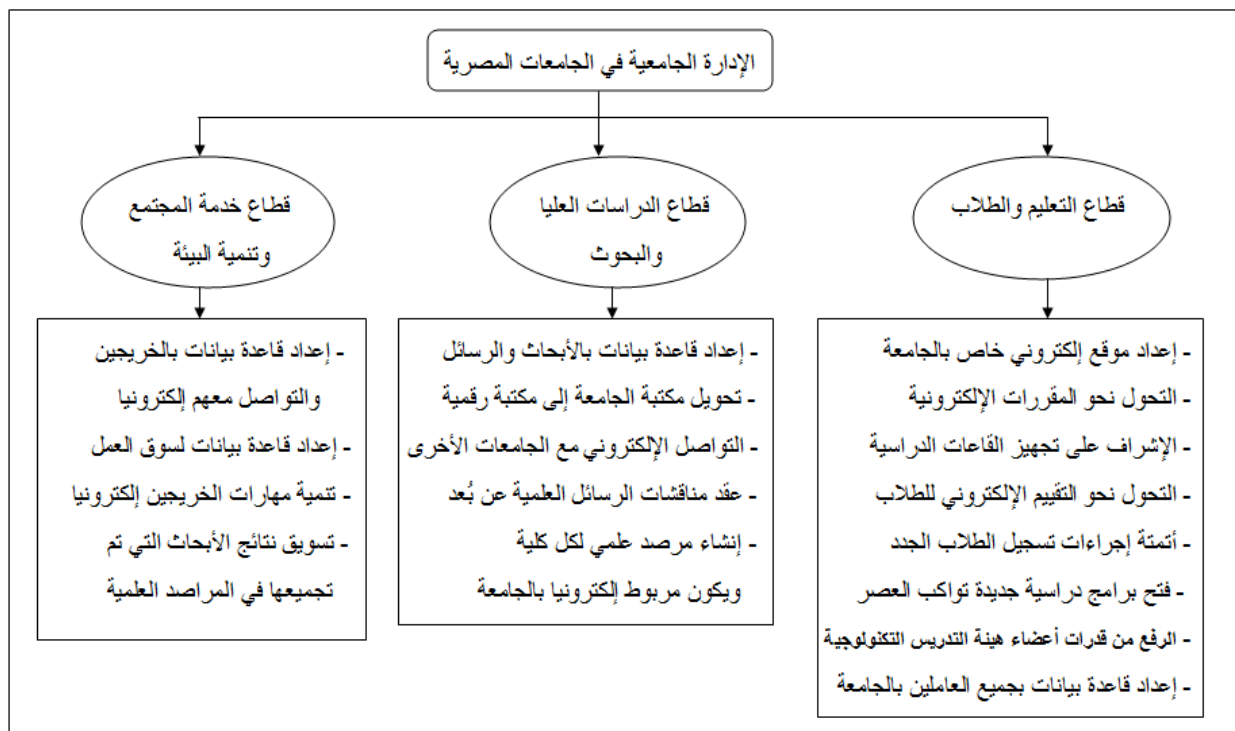 الإدارة الجامعية في الجامعات المصرية
قطاع التعليم والطلاب
- إعداد موقع إلكتروني خاص بالجامعة
- التحول نحو المقررات الإلكترونية
- الإشراف على تجهيز القاعات الدراسية
- التحول نحو التقييم الإلكتروني للطلاب
- أتمتة إجراءات تسجيل الطلاب الجدد
- فتح برامج دراسية جديدة تواكب العصر
- الرفع من قدرات أعضاء هيئة التدريس التكنولوجية
- إعداد قاعدة بيانات بجميع العاملين بالجامعة
قطاع الدراسات العليا
والبحوث
- إعداد قاعدة بيانات بالأبحاث والرسائل
- تحويل مكتبة الجامعة إلى مكتبة رقمية
- التواصل الإلكتروني مع الجامعات الأخرى
- عقد مناقشات الرسائل العلمية عن بُعد
- إنشاء مرصد علمي لكل كلية
ويكون مربوط إلكترونيا بالجامعة
قطاع خدمة المجتمع
وتنمية البيئة
- إعداد قاعدة بيانات بالخريجين
والتواصل معهم إلكترونيا
- إعداد قاعدة بيانات لسوق العمل
- تنمية مهارات الخريجين إلكترونيا
- تسويق نتائج الأبحاث التي تم
تجميعها في المراصد العلمية